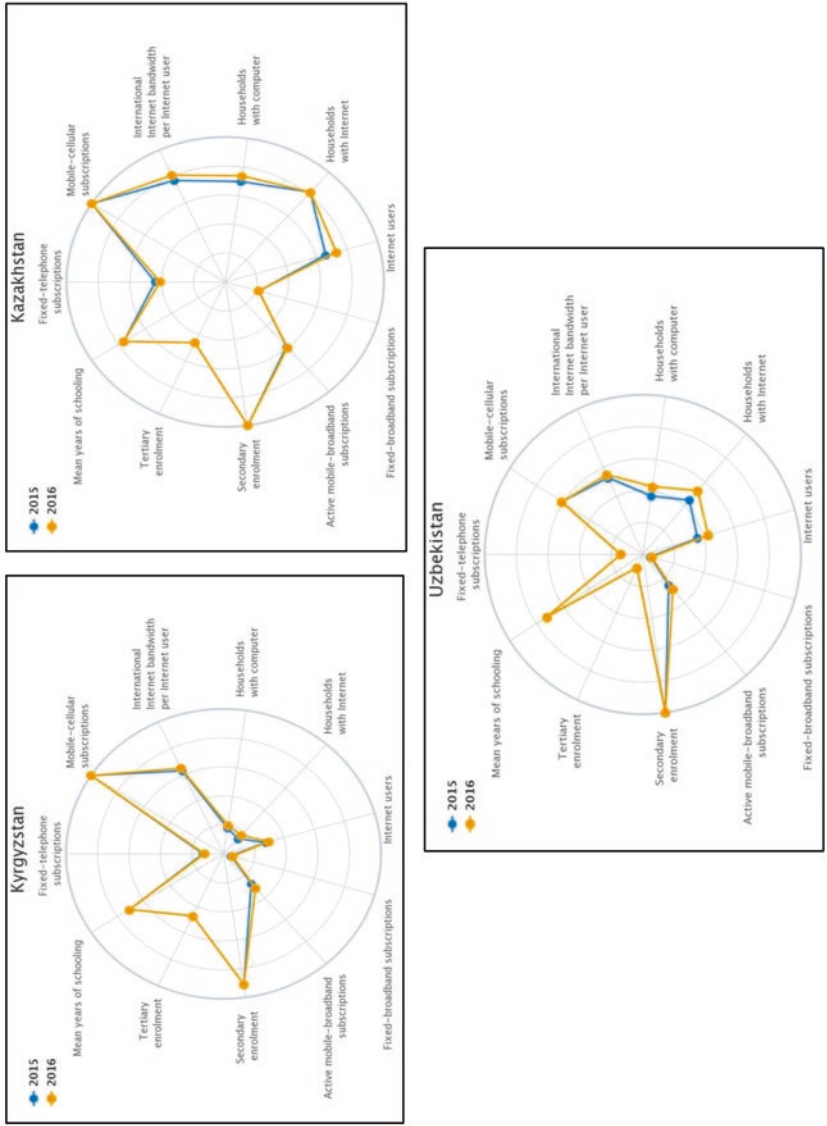 Kyrgyzstan
2015
2016
Fixed-telephone
subscriptions
Mobile-cellular
subscriptions
International
Internet bandwidth
per Internet user
Households
with computer
Households
with Internet
Internet users
Fixed-broadband subscriptions
Active mobile-broadband
subscriptions
Secondary
enrolment
Tertiary
enrolment
Mean years of schooling
Kazakhstan
2015
2016
Fixed-telephone
subscriptions
Mobile-cellular
subscriptions
International
Internet bandwidth
per Internet user
Households
with computer
Households
with Internet
Internet users
Fixed-broadband subscriptions
Active mobile-broadband
subscriptions
Secondary
enrolment
Tertiary
enrolment
Mean years of schooling
Uzbekistan
2015
2016
Fixed-telephone
subscriptions
Mobile-cellular
subscriptions
International
Internet bandwidth
per Internet user
Households
with computer
Households
with Internet
Internet users
Fixed-broadband subscriptions
Active mobile-broadband
subscriptions
Secondary
enrolment
Tertiary
enrolment
Mean years of schooling